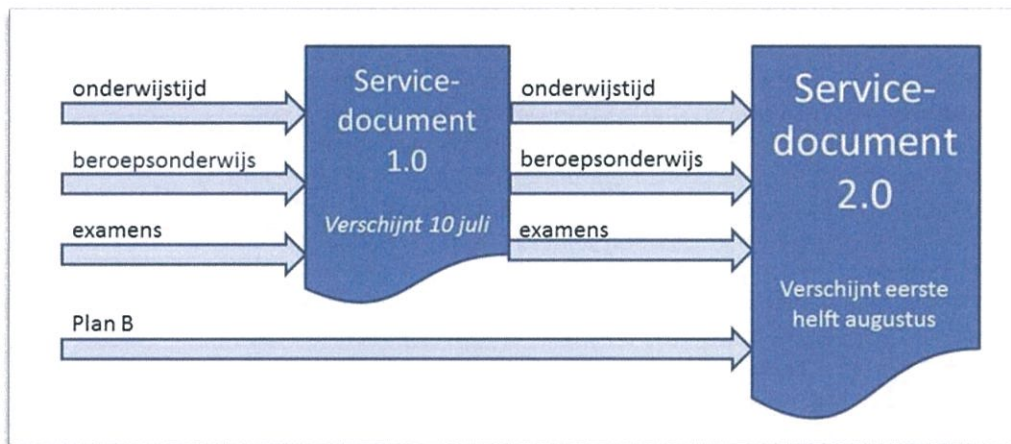 onderwijstijd
beroepsonderwijs
examens
Plan B
Service-
document
1.0
Verschijnt 10 juli
onderwijstijd
beroepsonderwijs
examens
Service-
document
2.0
Verschijnt eerste
helft augustus